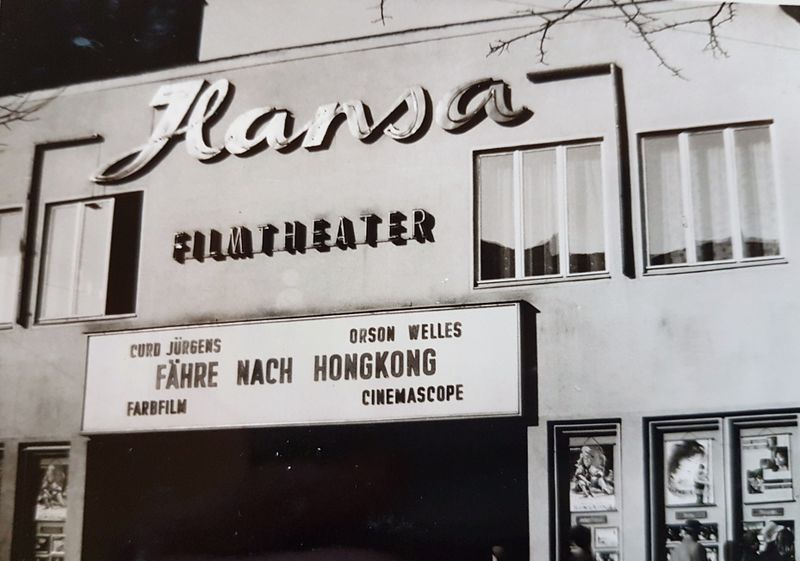 Hansa
FILMTHEATER
CURD JÜRGENS
ORSON WELLES
FÄHRE NACH HONGKONG
FARBFILM
CINEMASCOPE